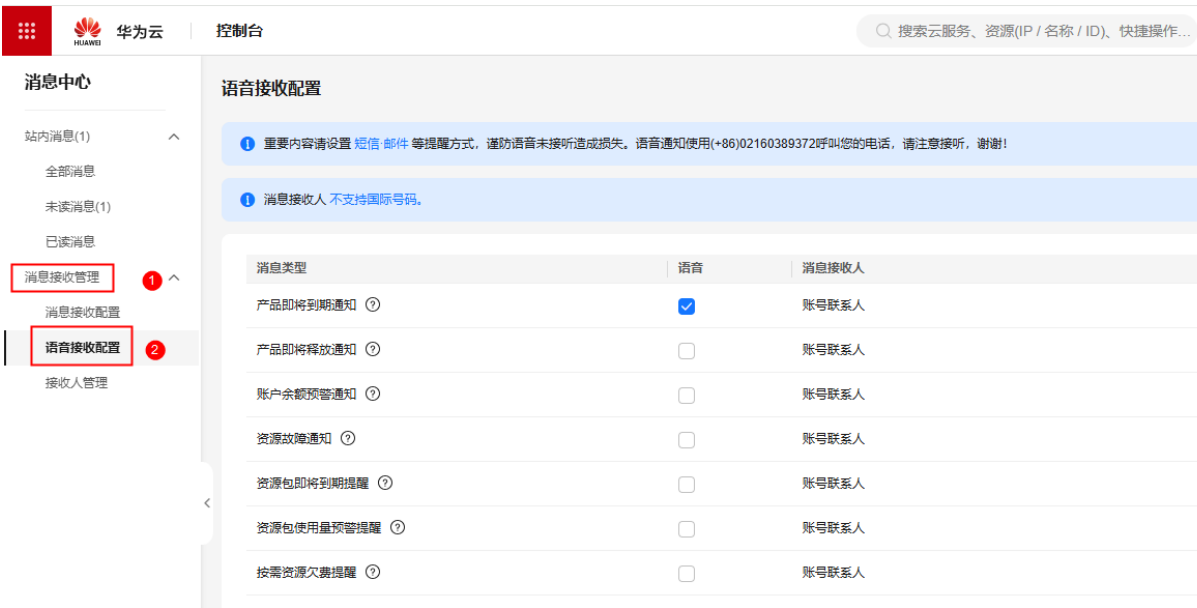 HUAWEI
华为云
控制台
搜索云服务、资源(IP / 名称 / ID)、快捷操作...
消息中心
站内消息(1)
全部消息
未读消息(1)
已读消息
消息接收管理
1
消息接收配置
语音接收配置
2
接收人管理
语音接收配置
重要内容请设置 短信·邮件 等提醒方式，谨防语音未接听造成损失。语音通知使用(+86)02160389372呼叫您的电话，请注意接听，谢谢!
消息接收人 不支持国际号码。
消息类型 语音 消息接收人
产品即将到期通知 ? 账号联系人
产品即将释放通知 ? 账号联系人
账户余额预警通知 ? 账号联系人
资源故障通知 ? 账号联系人
资源包即将到期提醒 ? 账号联系人
资源包使用量预警提醒 ? 账号联系人
按需资源欠费提醒 ? 账号联系人